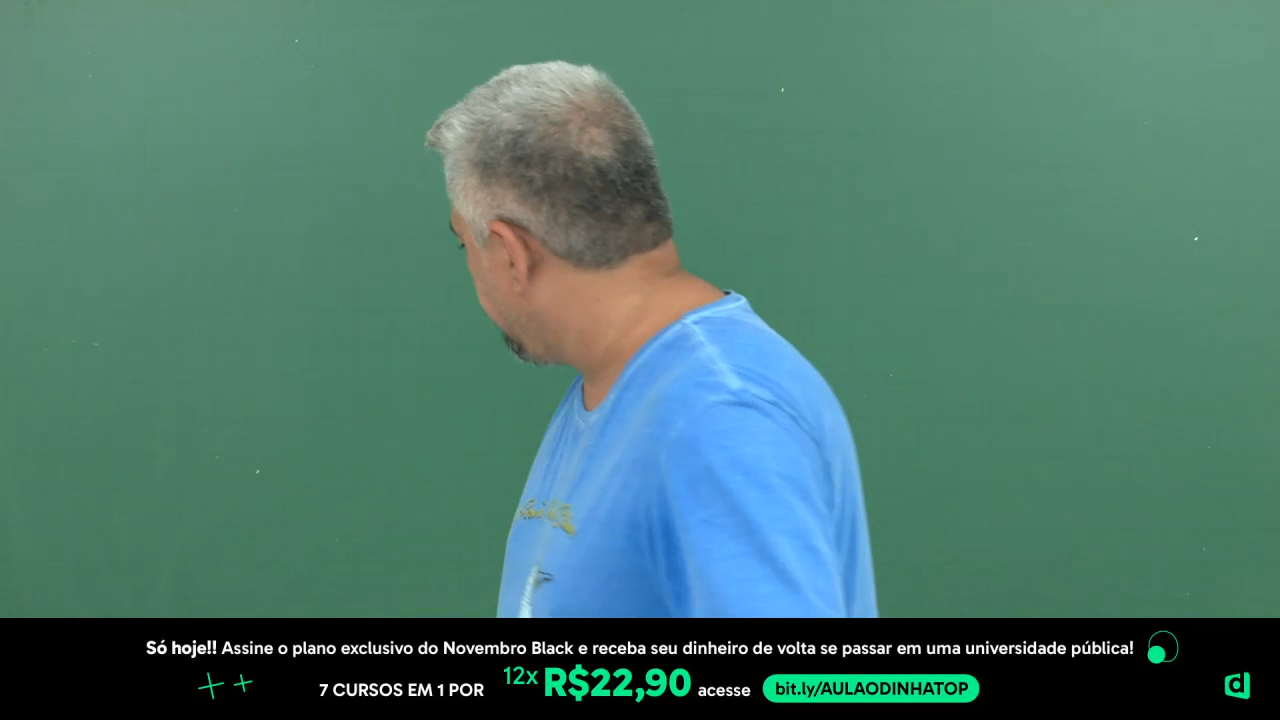 Só hoje!! Assine o plano exclusivo do Novembro Black e receba seu dinheiro de volta se passar em uma universidade pública!
7 CURSOS EM 1 POR 12x R$22,90 acesse bit.ly/AULAODINHATOP